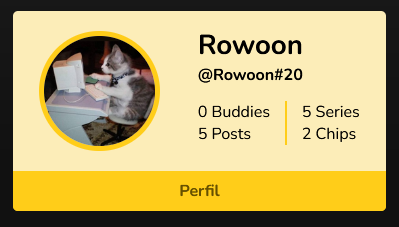 Rowoon
@Rowoon#20
0 Buddies
5 Series
5 Posts
2 Chips
Perfil